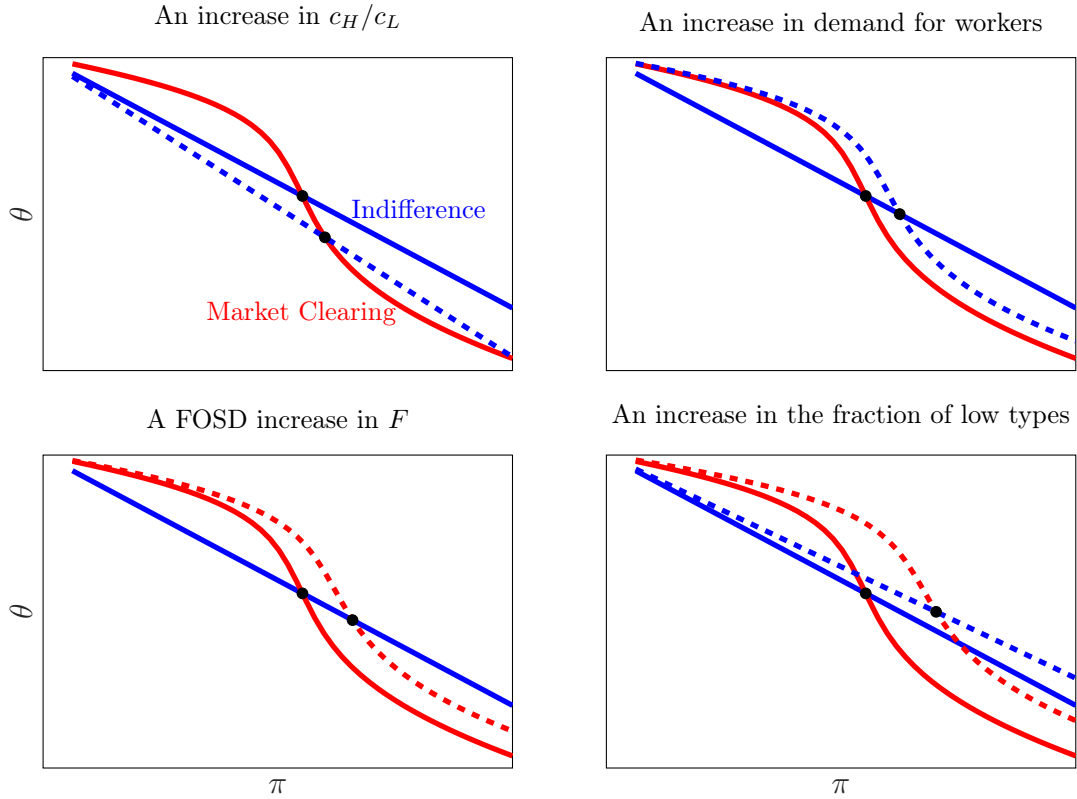 An increase in $c_H/c_L$
An increase in demand for workers
θ
Indifference
Market Clearing
A FOSD increase in $F$
An increase in the fraction of low types
θ
π
π